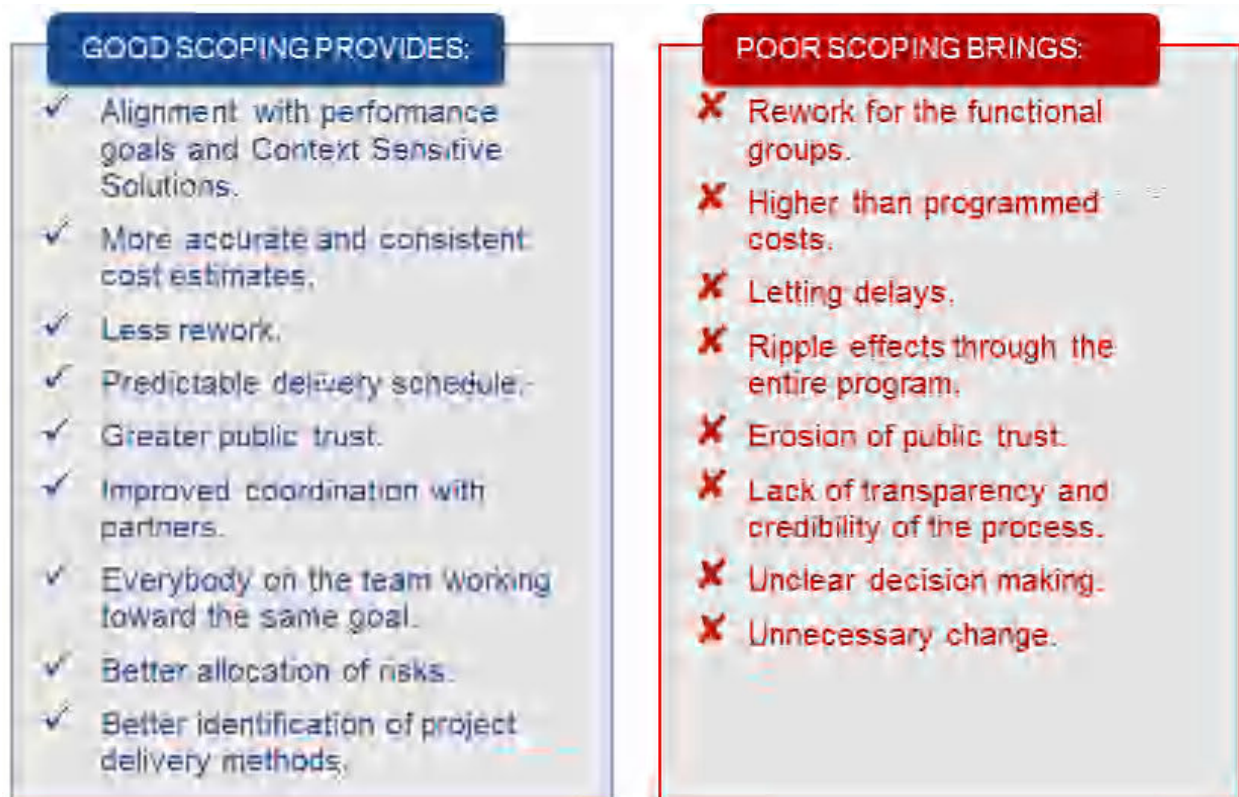 GOOD SCOPING PROVIDES:
✓ Alignment with performance
goals and Context Sensitive
Solutions.
✓ More accurate and consistent
cost estimates.
✓ Less rework.
✓ Predictable delivery schedule.
✓ Greater public trust.
✓ Improved coordination with
partners.
✓ Everybody on the team working
toward the same goal.
✓ Better allocation of risks.
✓ Better identification of project
delivery methods.
POOR SCOPING BRINGS:
✘ Rework for the functional
groups.
✘ Higher than programmed
costs.
✘ Letting delays.
✘ Ripple effects through the
entire program.
✘ Erosion of public trust.
✘ Lack of transparency and
credibility of the process.
✘ Unclear decision making.
✘ Unnecessary change.